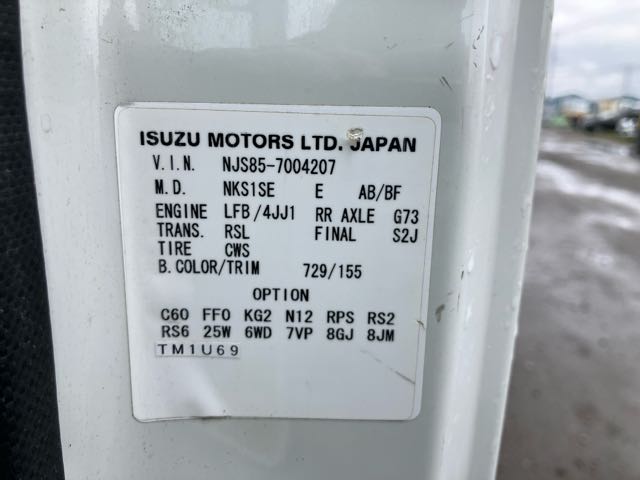 ISUZU MOTORS LTD. JAPAN
V.I.N. NJS85-7004207
M.D. NKS1SE E AB/BF
ENGINE LFB/4JJ1 RR AXLE G73
TRANS. RSL FINAL S2J
TIRE CWS
B.COLOR/TRIM 729/155
OPTION
C60 FF0 KG2 N12 RPS RS2
RS6 25W 6WD 7VP 8GJ 8JM
TM1U69